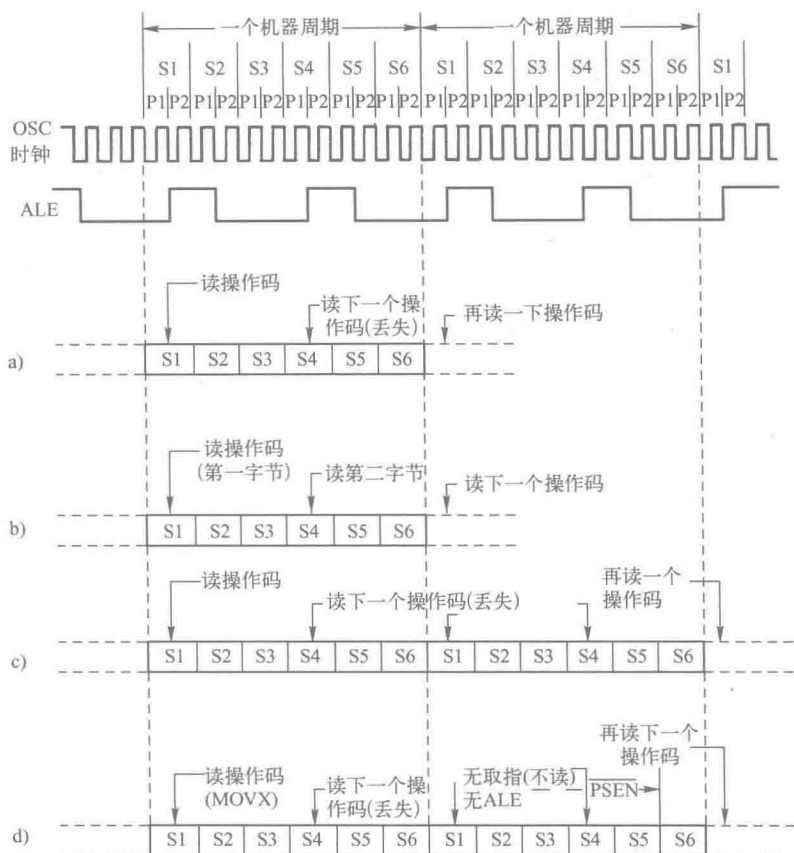 一个机器周期 一个机器周期
S1 S2 S3 S4 S5 S6 S1 S2 S3 S4 S5 S6 S1
P1 P2 P1 P2 P1 P2 P1 P2 P1 P2 P1 P2 P1 P2 P1 P2 P1 P2 P1 P2 P1 P2 P1 P2 P1 P2
OSC
时钟
ALE
读操作码
读下一个操
作码(丢失)
再读一下操作码
a)
S1 S2 S3 S4 S5 S6
读操作码
(第一字节)
读第二字节
读下一个操作码
b)
S1 S2 S3 S4 S5 S6
读操作码
读下一个操作码(丢失)
再读一个
操作码
c)
S1 S2 S3 S4 S5 S6 S1 S2 S3 S4 S5 S6
读操作码
(MOVX)
读下一个操
作码(丢失)
无取指(不读)
无ALE
PSEN
再读下一个
操作码
d)
S1 S2 S3 S4 S5 S6 S1 S2 S3 S4 S5 S6